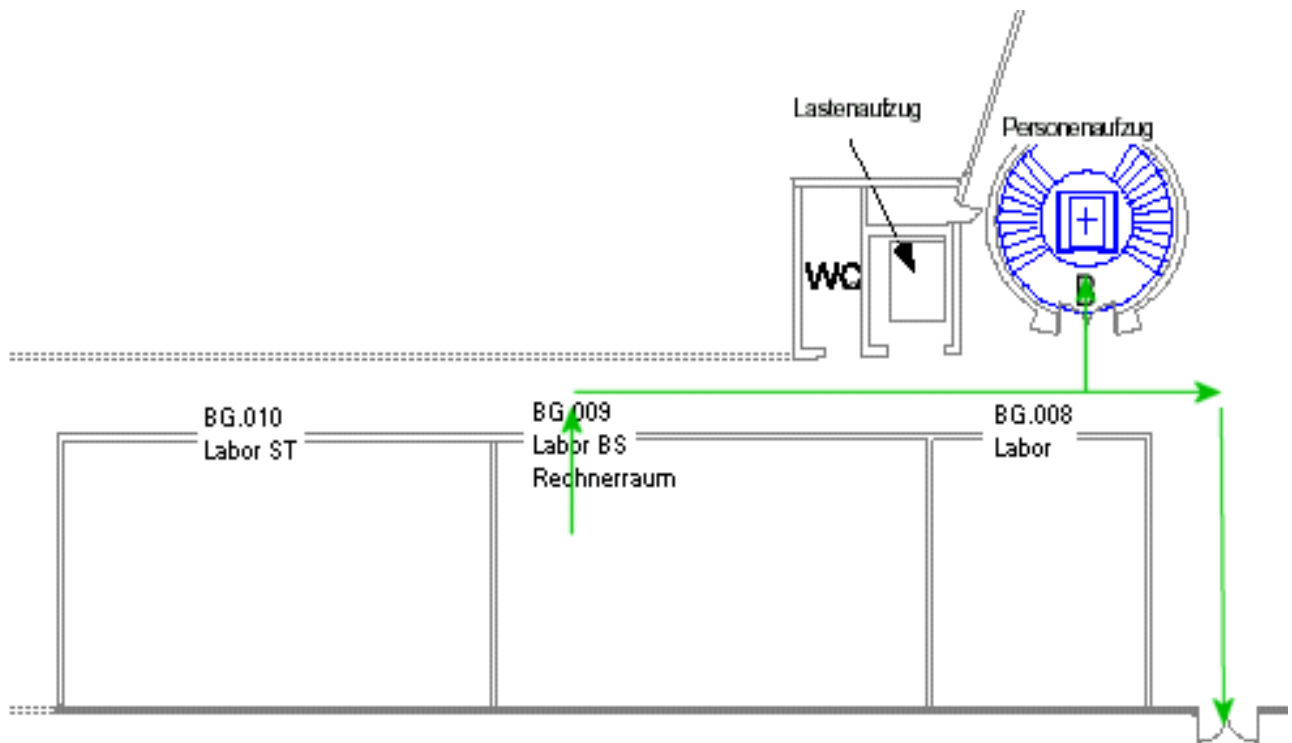 Lastenaufzug
Personenaufzug
WC
B
BG.010
Labor ST
BG.009
Labor BS
Rechnerraum
BG.008
Labor